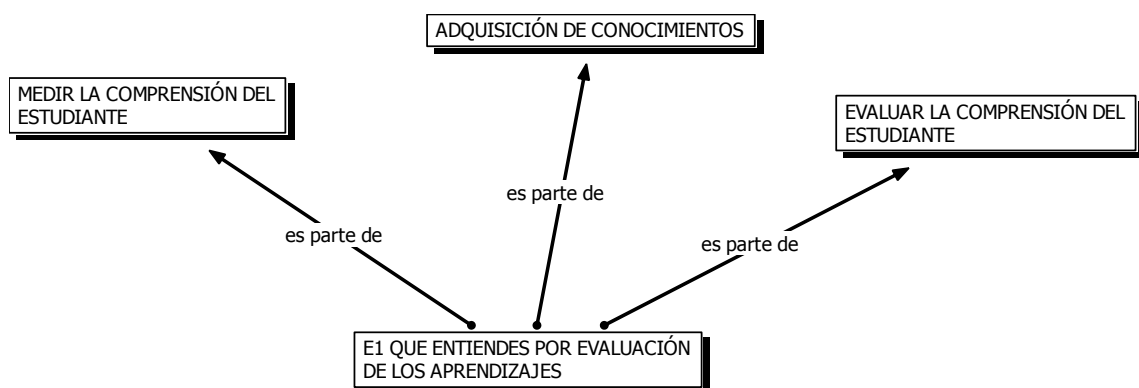 ADQUISICIÓN DE CONOCIMIENTOS
MEDIR LA COMPRENSIÓN DEL
ESTUDIANTE
EVALUAR LA COMPRENSIÓN DEL
ESTUDIANTE
es parte de
es parte de
es parte de
E1 QUE ENTIENDES POR EVALUACIÓN
DE LOS APRENDIZAJES